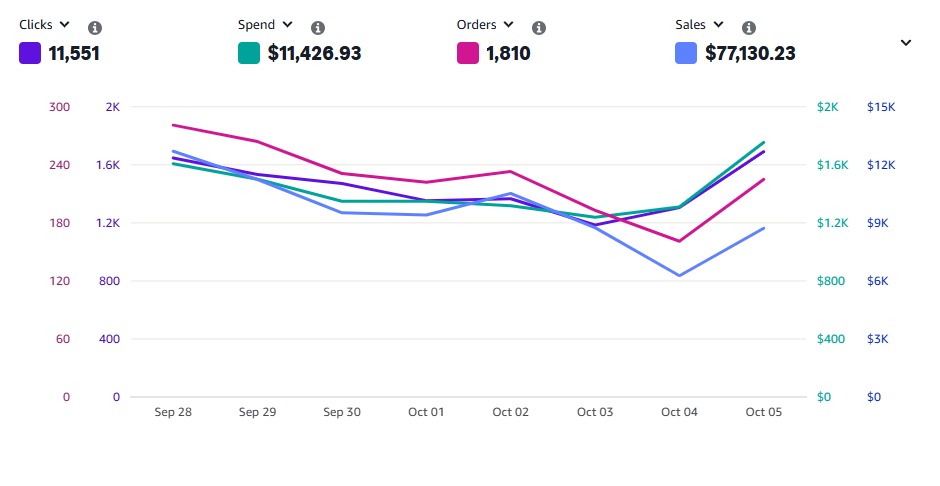 Clicks Spend Orders Sales
11,551 $11,426.93 1,810 $77,130.23
300 2K $2K $15K
240 1.6K $1.6K $12K
180 1.2K $1.2K $9K
120 800 $800 $6K
60 400 $400 $3K
0 0 $0 $0
Sep 28 Sep 29 Sep 30 Oct 01 Oct 02 Oct 03 Oct 04 Oct 05